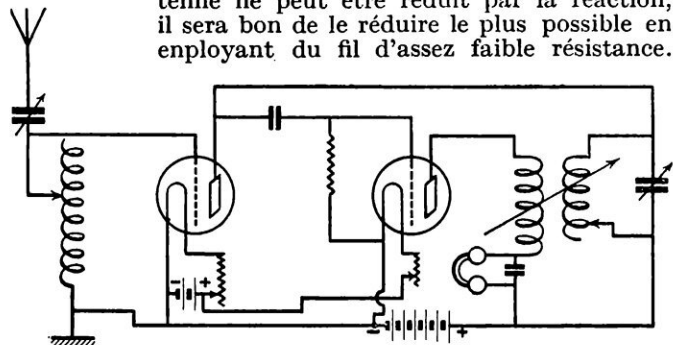 tenne ne peut être réduit par la réaction,
il sera bon de le réduire le plus possible en
enployant du fil d'assez faible résistance.
- +
- +